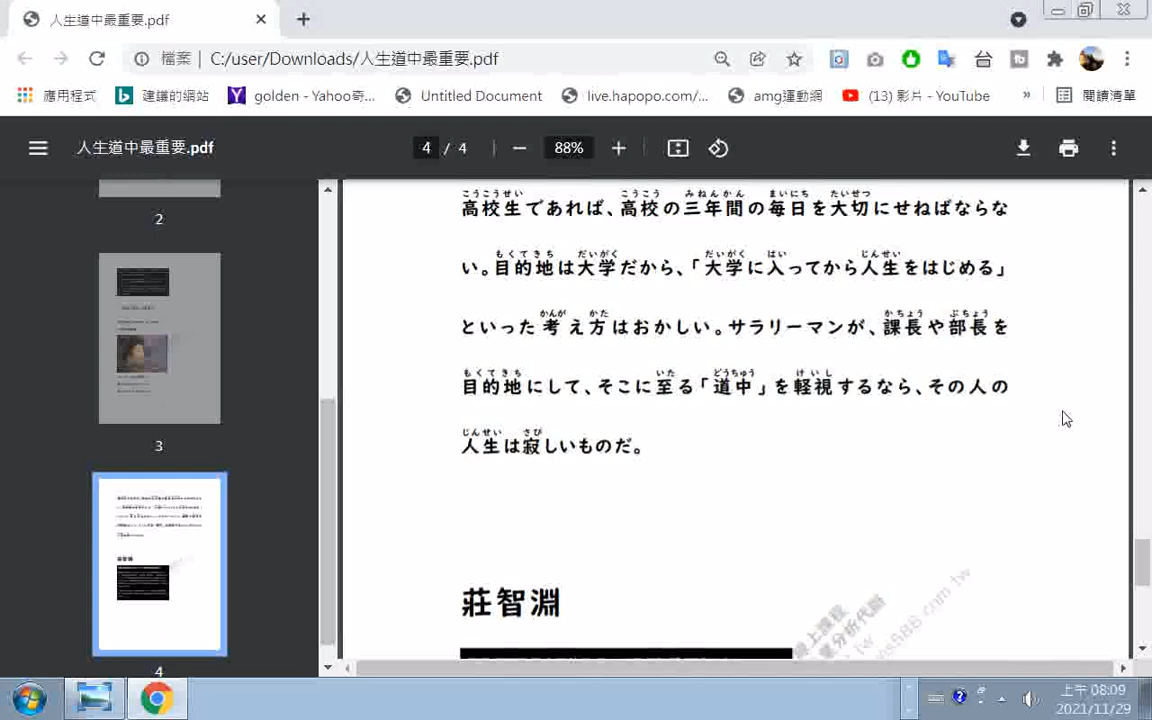 人生道中最重要.pdf
檔案 | C:/user/Downloads/人生道中最重要.pdf
應用程式 建議的網站 golden - Yahoo奇... Untitled Document live.hapopo.com/... amg運動網 (13) 影片 - YouTube » 閱讀清單
人生道中最重要.pdf 4 / 4 88%
2
3
4
こうこうせい こうこう みねんかん まいにち たいせつ
高校生であれば、高校の三年間の毎日を大切にせねばならな
もくてきち だいがく だいがく はい じんせい
い。目的地は大学だから、「大学に入ってから人生をはじめる」
かんが かた かちょう ぶちょう
といった考え方はおかしい。サラリーマンが、課長や部長を
もくてきち いた どうちゅう けいし
目的地にして、そこに至る「道中」を軽視するなら、その人の
じんせい さび
人生は寂しいものだ。
莊智淵
上午 08:09
2021/11/29